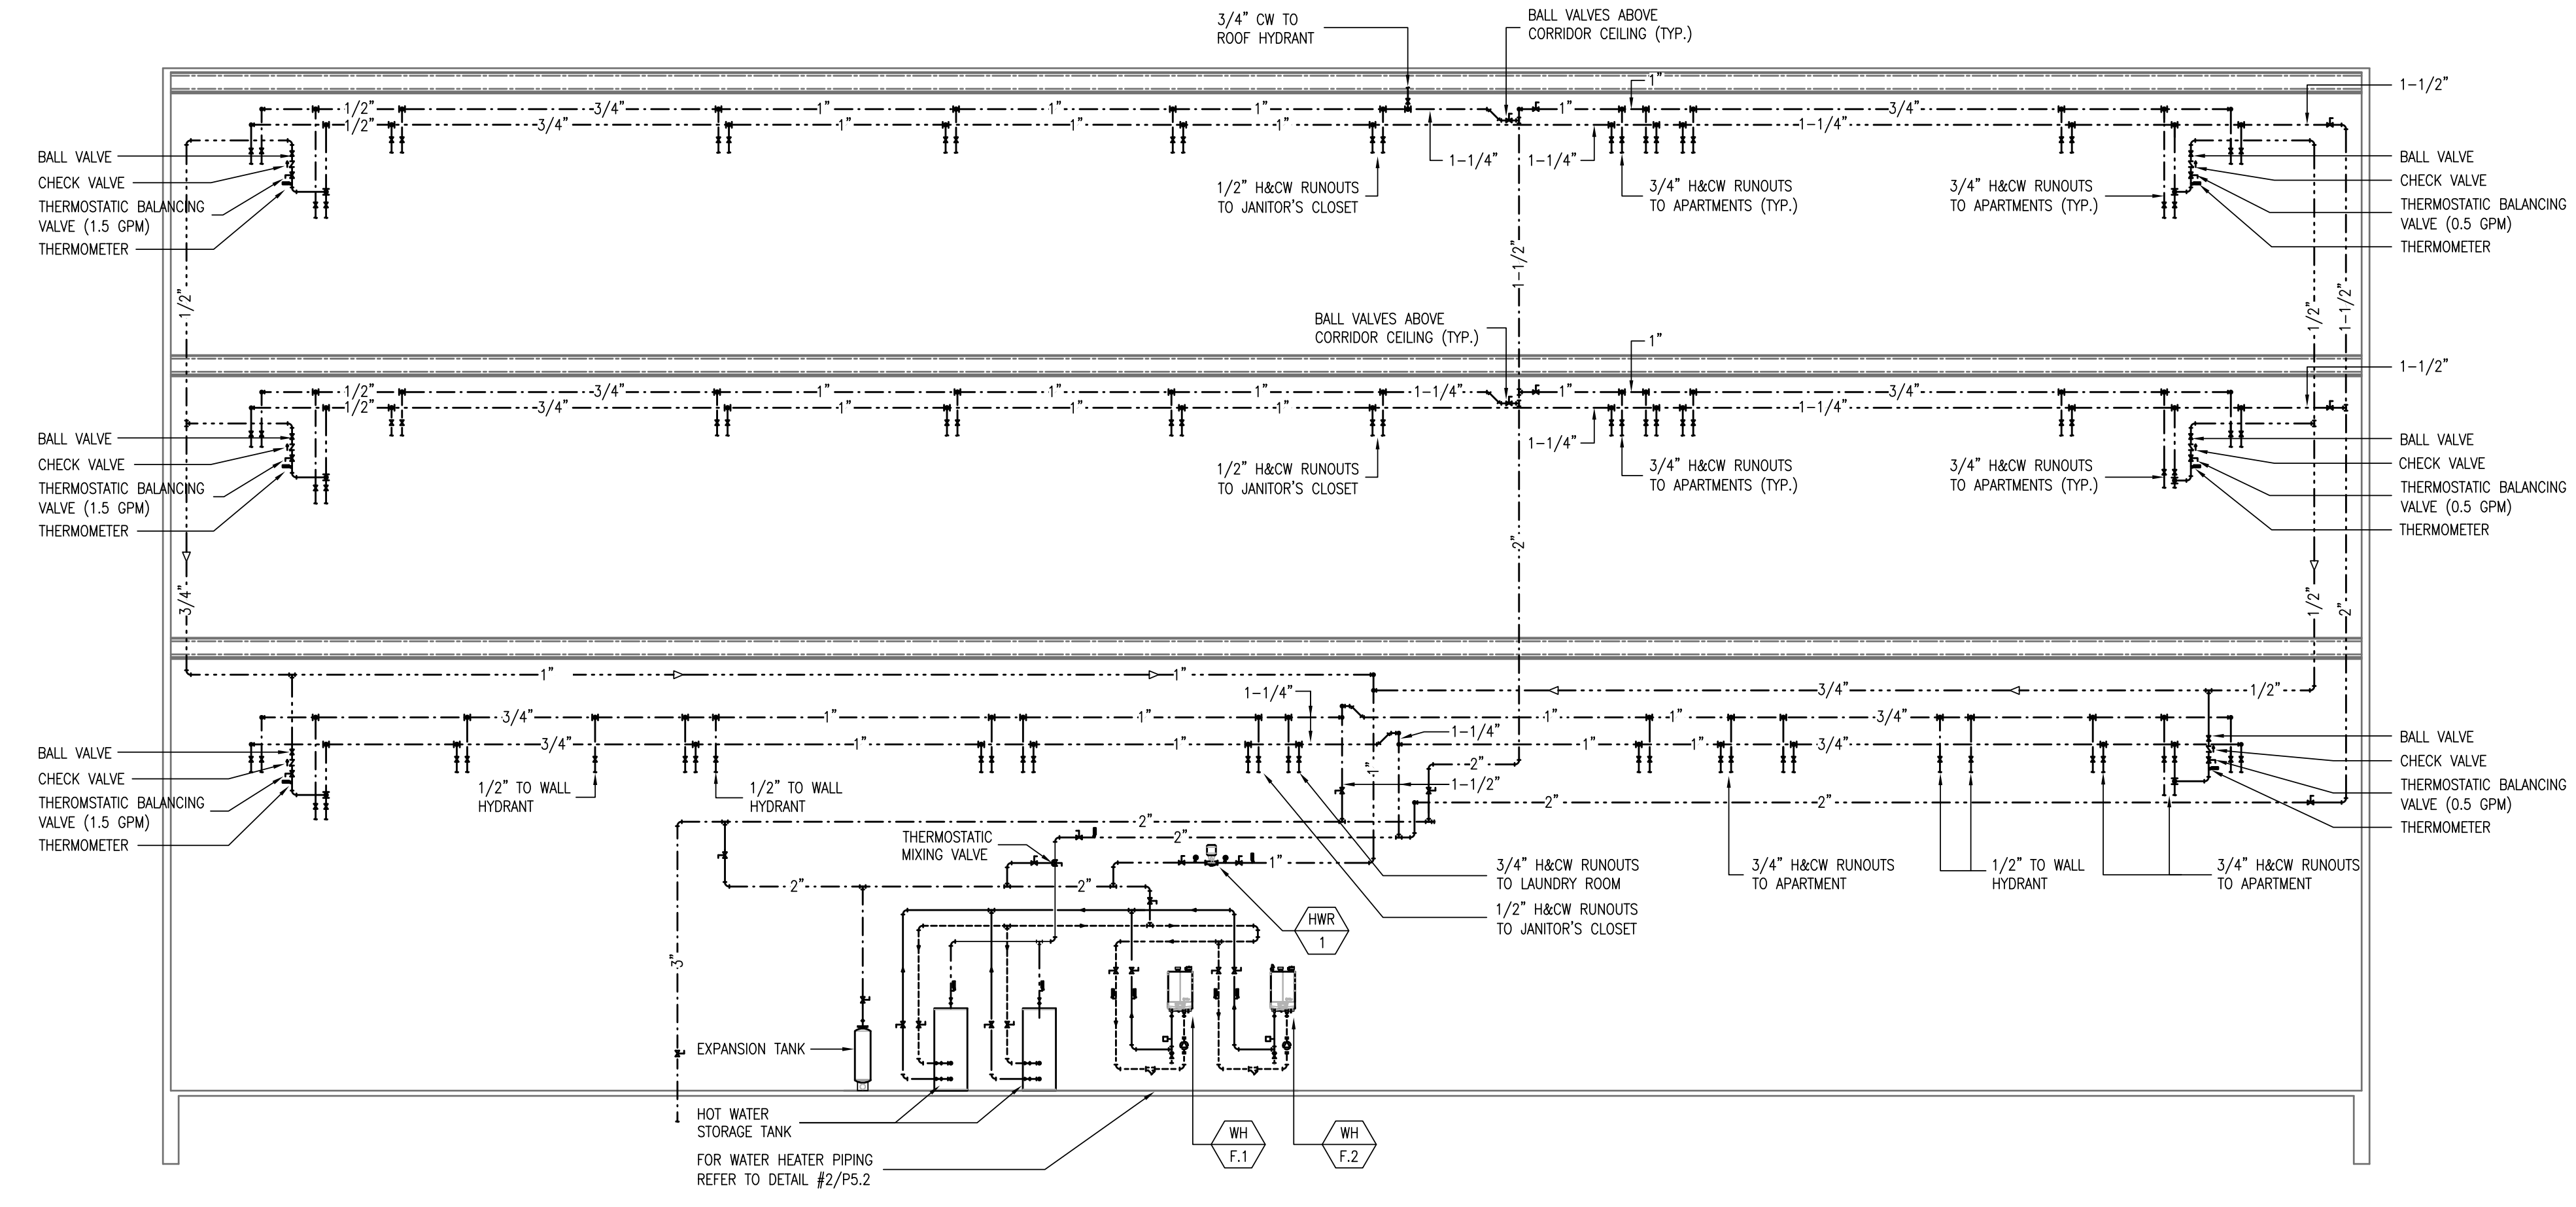 3/4" CW TO
ROOF HYDRANT
BALL VALVES ABOVE
CORRIDOR CEILING (TYP.)
1"
1-1/2"
1/2"
3/4"
1"
1"
1"
1"
3/4"
1/2"
3/4"
1"
1"
1"
1-1/4"
1-1/4"
1-1/4"
BALL VALVE
CHECK VALVE
THERMOSTATIC BALANCING
VALVE (1.5 GPM)
THERMOMETER
1/2" H&CW RUNOUTS
TO JANITOR'S CLOSET
3/4" H&CW RUNOUTS
TO APARTMENTS (TYP.)
3/4" H&CW RUNOUTS
TO APARTMENTS (TYP.)
BALL VALVE
CHECK VALVE
THERMOSTATIC BALANCING
VALVE (0.5 GPM)
THERMOMETER
1/2"
1-1/2"
1/2"
1-1/2"
BALL VALVES ABOVE
CORRIDOR CEILING (TYP.)
1"
1-1/2"
1/2"
3/4"
1"
1"
1"
1-1/4"
1"
3/4"
1/2"
3/4"
1"
1"
1"
1-1/4"
1-1/4"
BALL VALVE
CHECK VALVE
THERMOSTATIC BALANCING
VALVE (1.5 GPM)
THERMOMETER
1/2" H&CW RUNOUTS
TO JANITOR'S CLOSET
3/4" H&CW RUNOUTS
TO APARTMENTS (TYP.)
3/4" H&CW RUNOUTS
TO APARTMENTS (TYP.)
BALL VALVE
CHECK VALVE
THERMOSTATIC BALANCING
VALVE (0.5 GPM)
THERMOMETER
3/4"
2"
1/2"
2"
1"
1"
1-1/4"
3/4"
1/2"
3/4"
1"
1"
1"
1"
3/4"
3/4"
1"
1"
1-1/4"
1"
1"
3/4"
BALL VALVE
CHECK VALVE
THEROMSTATIC BALANCING
VALVE (1.5 GPM)
THERMOMETER
1/2" TO WALL
HYDRANT
1/2" TO WALL
HYDRANT
1"
2"
1-1/2"
2"
2"
BALL VALVE
CHECK VALVE
THERMOSTATIC BALANCING
VALVE (0.5 GPM)
THERMOMETER
2"
2"
THERMOSTATIC
MIXING VALVE
1"
2"
2"
3/4" H&CW RUNOUTS
TO LAUNDRY ROOM
3/4" H&CW RUNOUTS
TO APARTMENT
1/2" TO WALL
HYDRANT
3/4" H&CW RUNOUTS
TO APARTMENT
1/2" H&CW RUNOUTS
TO JANITOR'S CLOSET
HWR
1
3"
EXPANSION TANK
HOT WATER
STORAGE TANK
WH
F.1
WH
F.2
FOR WATER HEATER PIPING
REFER TO DETAIL #2/P5.2